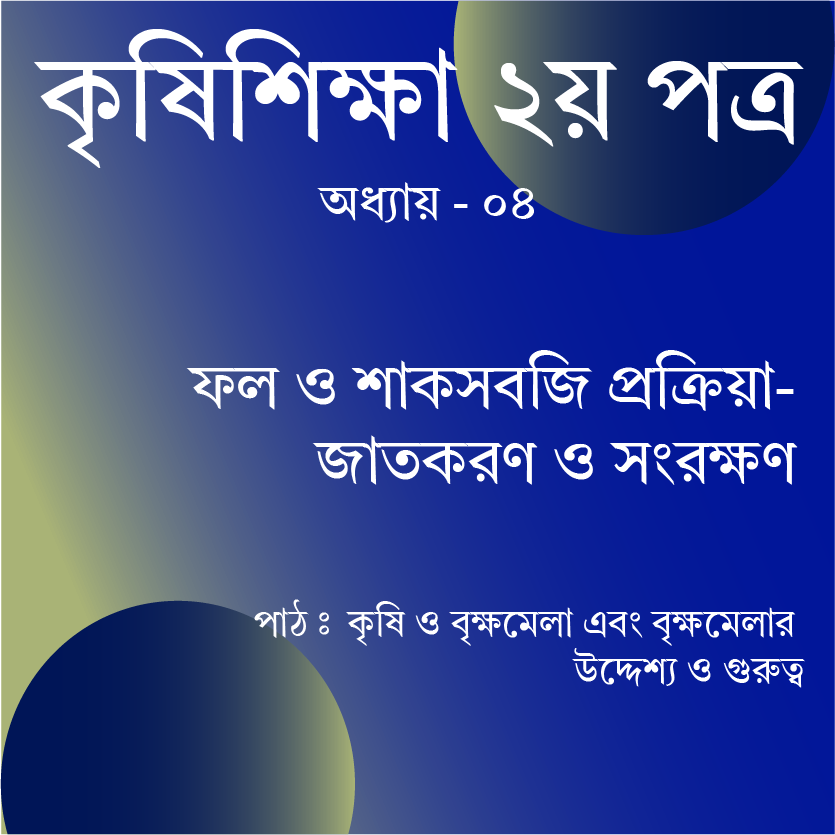 কৃষিশিক্ষা ২য় পত্র
অধ্যায় - ০৪
ফল ও শাকসবজি প্রক্রিয়া-
জাতকরণ ও সংরক্ষণ
পাঠ ঃ কৃষি ও বৃক্ষমেলা এবং বৃক্ষমেলার
উদ্দেশ্য ও গুরুত্ব